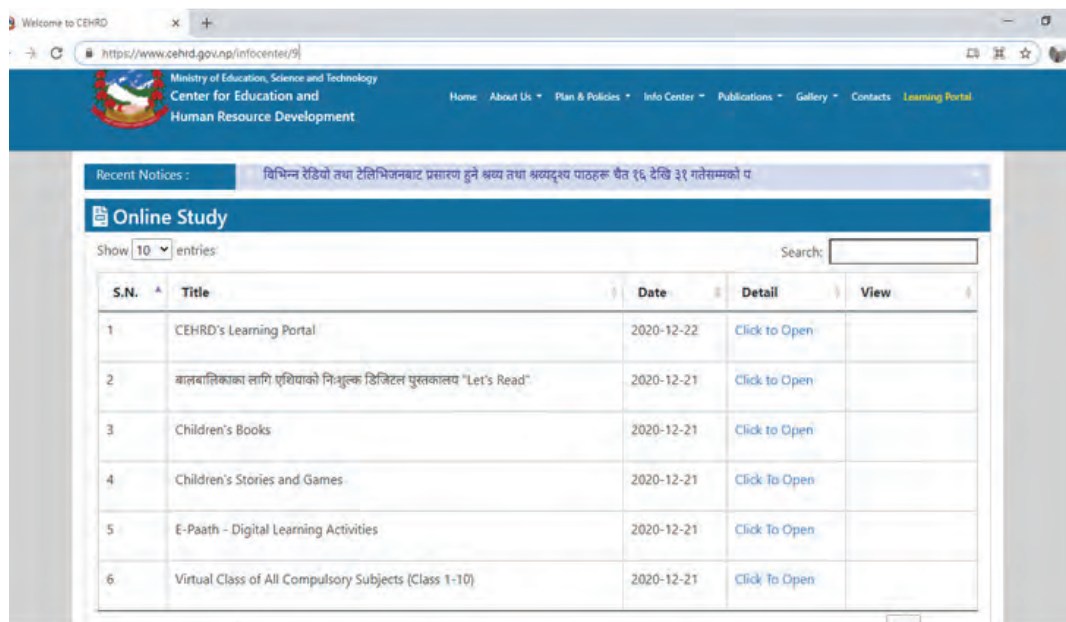 Welcome to CEHRD
https://www.cehrd.gov.np/infocenter/9
Ministry of Education, Science and Technology
Center for Education and
Human Resource Development
Home About Us Plan & Policies Info Center Publications Gallery Contacts Learning Portal
Recent Notices : विभिन्न रेडियो तथा टेलिभिजनबाट प्रसारण हुने श्रव्य तथा श्रव्यदृश्य पाठहरू चैत १६ देखि ३१ गतेसम्मको प
Online Study
Show 10 entries Search:
S.N. Title Date Detail View
1 CEHRD's Learning Portal 2020-12-22 Click to Open
2 बालबालिकाका लागि एशियाको निःशुल्क डिजिटल पुस्तकालय "Let's Read" 2020-12-21 Click to Open
3 Children's Books 2020-12-21 Click to Open
4 Children's Stories and Games 2020-12-21 Click To Open
5 E-Paath - Digital Learning Activities 2020-12-21 Click To Open
6 Virtual Class of All Compulsory Subjects (Class 1-10) 2020-12-21 Click To Open